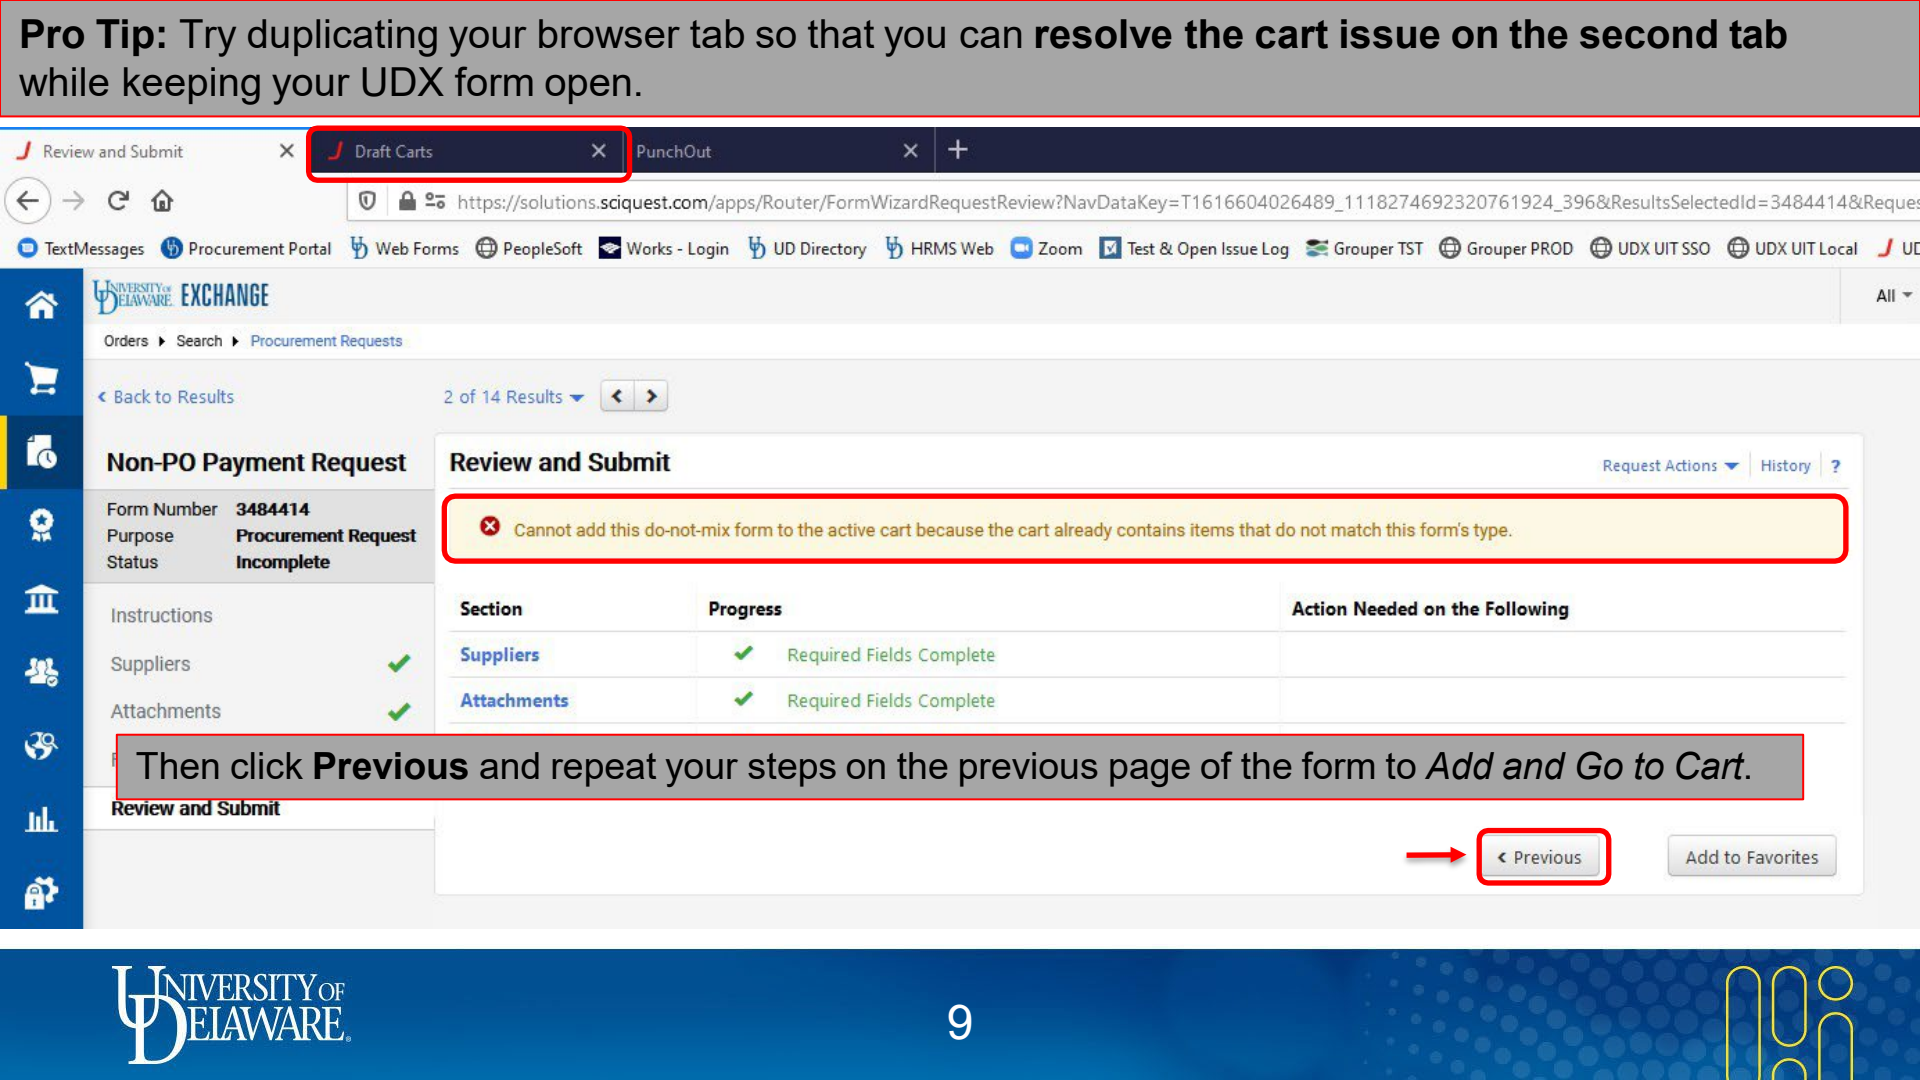 Pro Tip: Try duplicating your browser tab so that you can resolve the cart issue on the second tab
while keeping your UDX form open.
Review and Submit
Draft Carts
PunchOut
https://solutions.sciquest.com/apps/Router/FormWizardRequestReview?NavDataKey=T1616604026489_1118274692320761924_396&ResultsSelectedId=3484414&Reques
TextMessages Procurement Portal Web Forms PeopleSoft Works - Login UD Directory HRMS Web Zoom Test & Open Issue Log Grouper TST Grouper PROD UDX UIT SSO UDX UIT Local UD
UNIVERSITY OF DELAWARE EXCHANGE
All
Orders Search Procurement Requests
Back to Results
2 of 14 Results
Non-PO Payment Request
Form Number 3484414
Purpose Procurement Request
Status Incomplete
Instructions
Suppliers
Attachments
Review and Submit
Review and Submit
Request Actions History ?
Cannot add this do-not-mix form to the active cart because the cart already contains items that do not match this form's type.
Section Progress Action Needed on the Following
Suppliers Required Fields Complete
Attachments Required Fields Complete
Then click Previous and repeat your steps on the previous page of the form to Add and Go to Cart.
Previous
Add to Favorites
UNIVERSITY OF
DELAWARE.
9